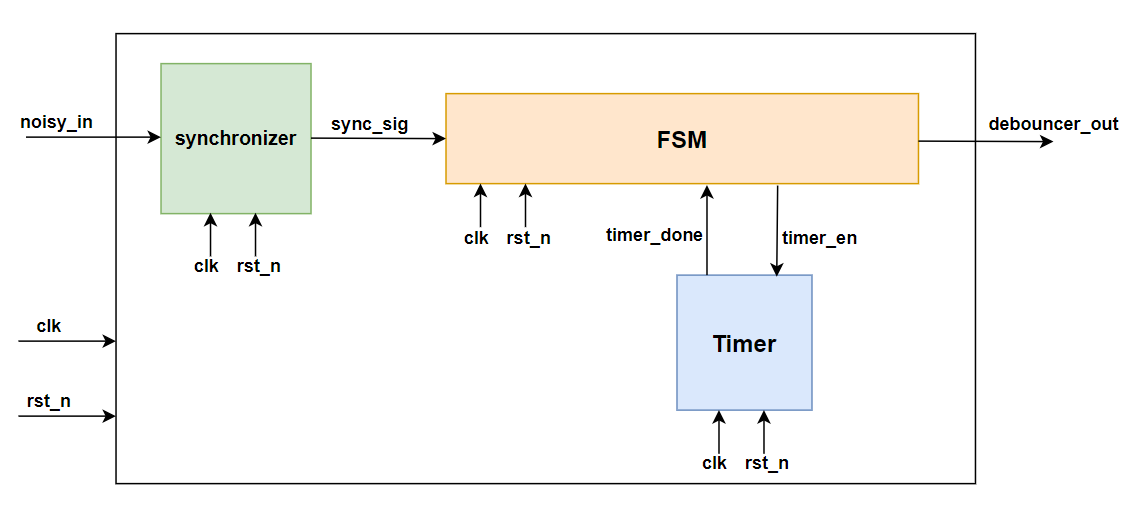 noisy_in
synchronizer
sync_sig
FSM
debouncer_out
clk
rst_n
clk
rst_n
timer_done
timer_en
clk
rst_n
Timer
clk
rst_n